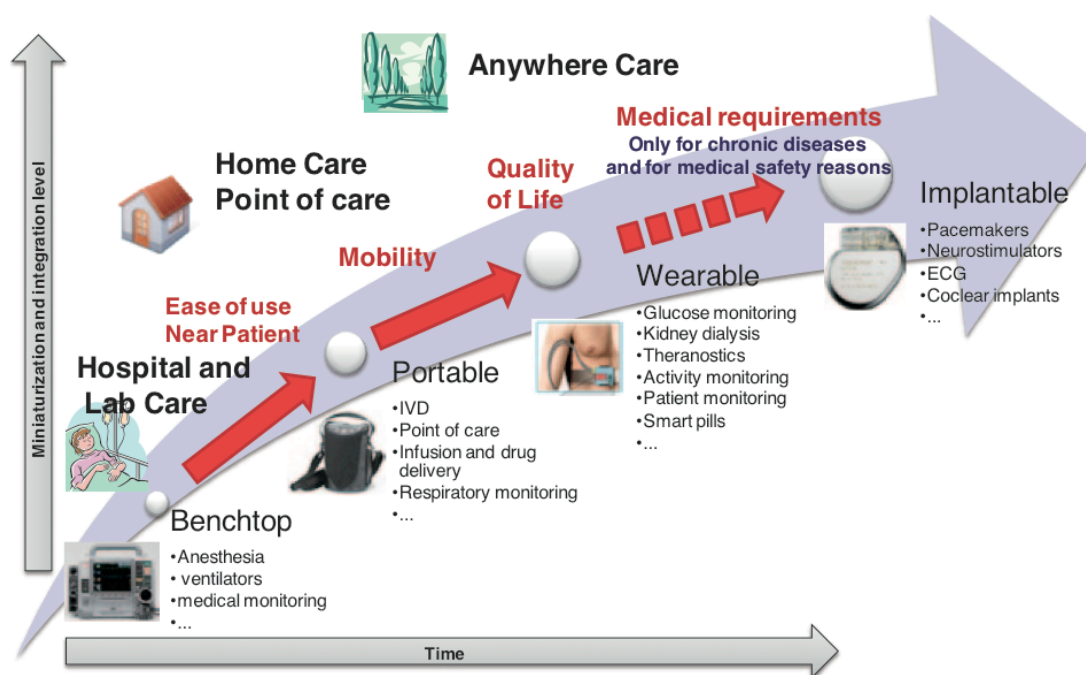 Anywhere Care
Medical requirements
Only for chronic diseases
and for medical safety reasons
Home Care
Point of care
Quality
of Life
Implantable
•Pacemakers
•Neurostimulators
•ECG
•Coclear implants
•...
Mobility
Wearable
•Glucose monitoring
•Kidney dialysis
•Theranostics
•Activity monitoring
•Patient monitoring
•Smart pills
•...
Ease of use
Near Patient
Hospital and
Lab Care
Portable
•IVD
•Point of care
•Infusion and drug
delivery
•Respiratory monitoring
•...
Benchtop
•Anesthesia
• ventilators
•medical monitoring
•...
Miniaturization and integration level
Time